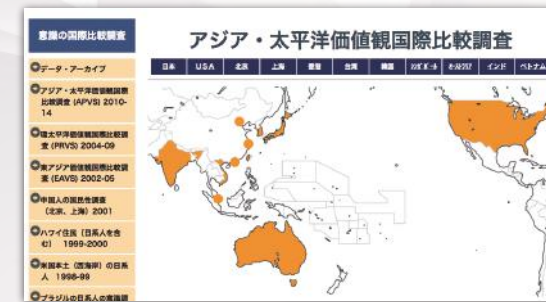 意識の国際比較調査
アジア・太平洋価値観国際比較調査
日本 USA 北京 上海 香港 台湾 韓国 シンガポール オーストラリア インド ベトナム
データ・アーカイブ
アジア・太平洋価値観国際
比較調査 (APVS) 2010-
14
環太平洋価値観国際比較調
査 (PRVS) 2004-09
東アジア価値観国際比較調
査 (EAVS) 2002-05
中国人の国民性調査
（北京、上海）2001
ハワイ住民（日系人を含
む） 1999-2000
米国本土（西海岸）の日系
人 1998-99
ブラジルの日系人の意識調